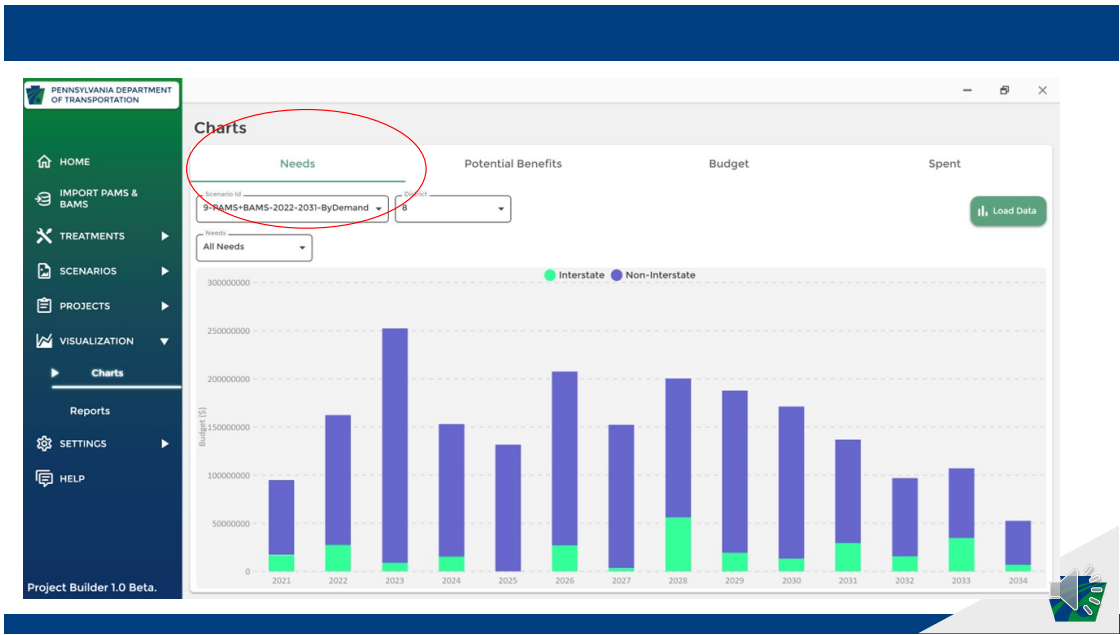 PENNSYLVANIA DEPARTMENT
OF TRANSPORTATION
HOME
IMPORT PAMS &
BAMS
TREATMENTS
SCENARIOS
PROJECTS
VISUALIZATION
Charts
Reports
SETTINGS
HELP
Project Builder 1.0 Beta.
Charts
Needs Potential Benefits Budget Spent
Scenario Id District
9-PAMS+BAMS-2022-2031-ByDemand 8
Load Data
Needs
All Needs
Interstate Non-Interstate
300000000
250000000
200000000
150000000
100000000
50000000
0
Budget ($)
2021 2022 2023 2024 2025 2026 2027 2028 2029 2030 2031 2032 2033 2034